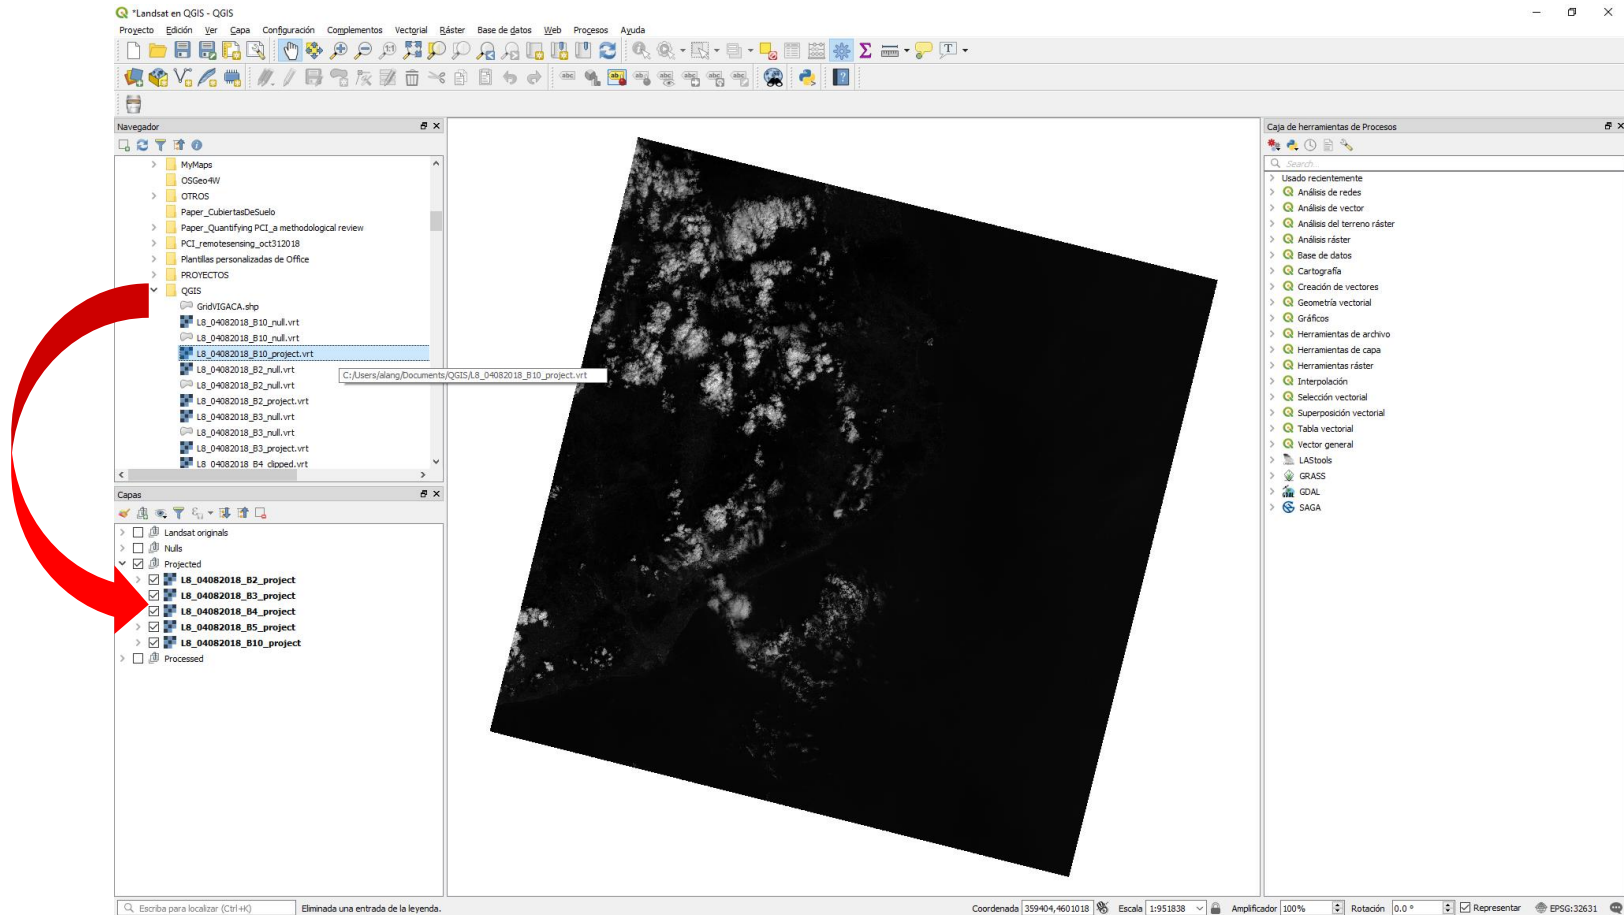 *Landsat en QGIS - QGIS
Proyecto Edición Ver Capa Configuración Complementos Vectorial Ráster Base de datos Web Procesos Ayuda
Navegador
MyMaps
OSGeo4W
OTROS
Paper_CubiertasDeSuelo
Paper_Quantifying PCI_a methodological review
PCI_remotesensing_oct312018
Plantillas personalizadas de Office
PROYECTOS
QGIS
GridVIGACA.shp
L8_04082018_B10_null.vrt
L8_04082018_B10_null.vrt
L8_04082018_B10_project.vrt
L8_04082018_B2_null.vrt
C:/Users/alang/Documents/QGIS/L8_04082018_B10_project.vrt
L8_04082018_B2_null.vrt
L8_04082018_B2_project.vrt
L8_04082018_B3_null.vrt
L8_04082018_B3_null.vrt
L8_04082018_B3_project.vrt
L8_04082018_B4_clipped.vrt
Capas
Landsat originals
Nulls
Projected
L8_04082018_B2_project
L8_04082018_B3_project
L8_04082018_B4_project
L8_04082018_B5_project
L8_04082018_B10_project
Processed
Caja de herramientas de Procesos
Search...
Usado recientemente
Análisis de redes
Análisis de vector
Análisis del terreno ráster
Análisis ráster
Base de datos
Cartografía
Creación de vectores
Geometría vectorial
Gráficos
Herramientas de archivo
Herramientas de capa
Herramientas ráster
Interpolación
Selección vectorial
Superposición vectorial
Tabla vectorial
Vector general
LAStools
GRASS
GDAL
SAGA
Escriba para localizar (Ctrl+K) Eliminada una entrada de la leyenda. Coordenada 359404,4601018 Escala 1:951838 Amplificador 100% Rotación 0.0 ° Representar EPSG:32631